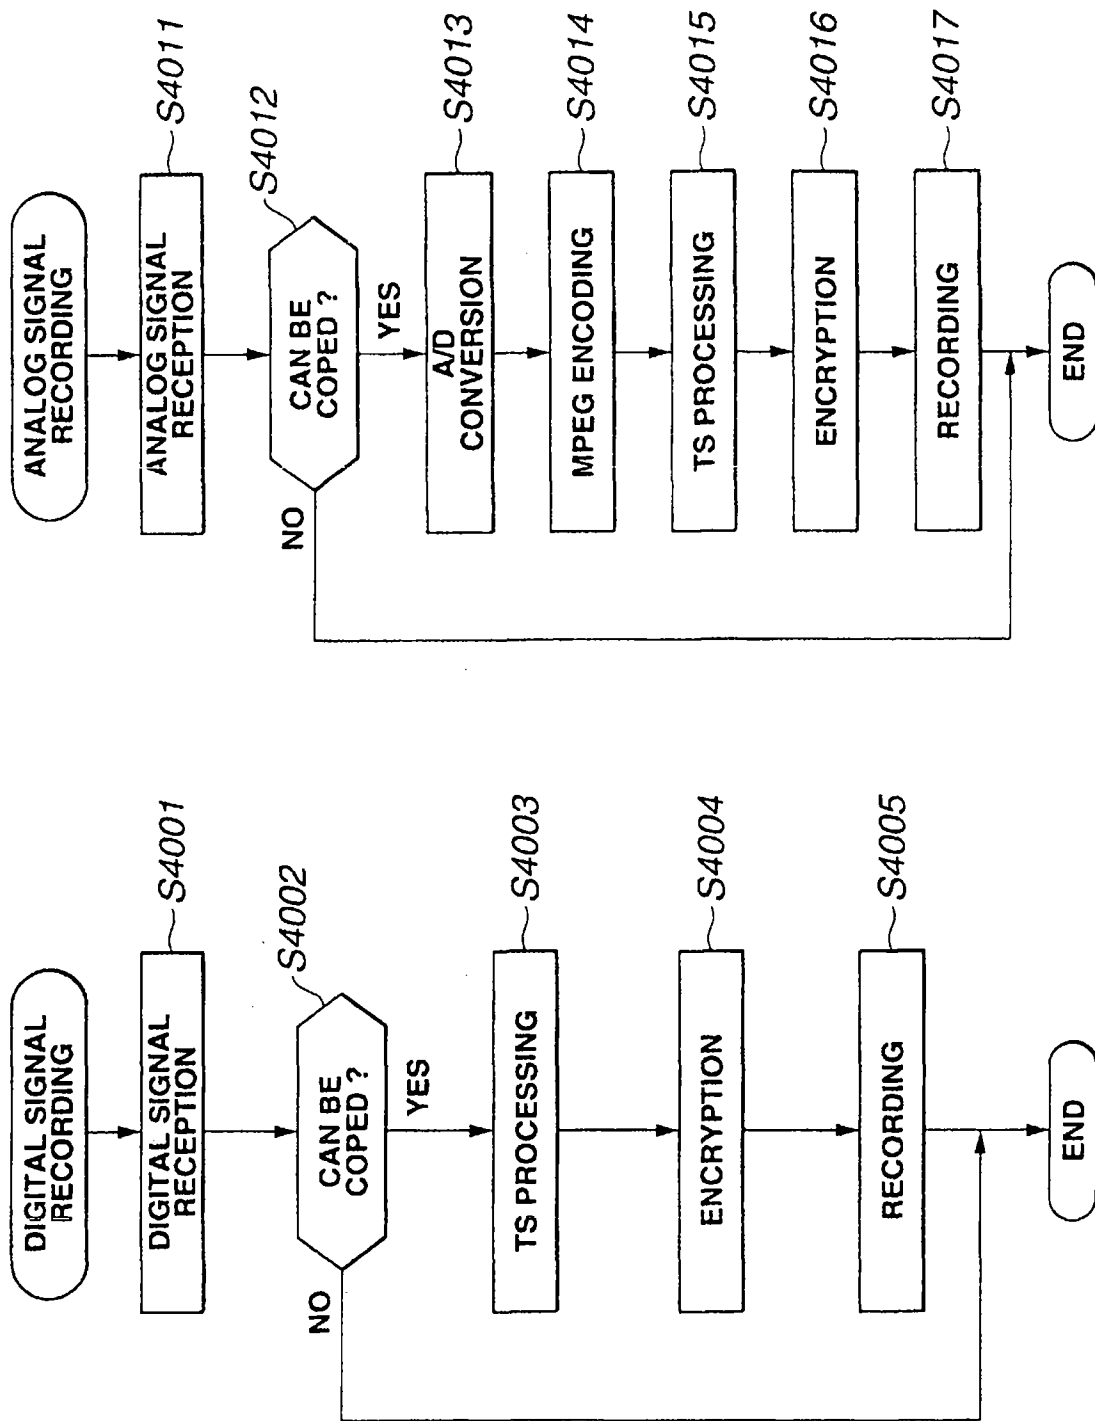 DIGITAL SIGNAL
RECORDING
DIGITAL SIGNAL
RECEPTION
S4001
CAN BE
COPED ?
S4002
NO
YES
TS PROCESSING
S4003
ENCRYPTION
S4004
RECORDING
S4005
END
ANALOG SIGNAL
RECORDING
ANALOG SIGNAL
RECEPTION
S4011
CAN BE
COPED ?
S4012
NO
YES
A/D
CONVERSION
S4013
MPEG ENCODING
S4014
TS PROCESSING
S4015
ENCRYPTION
S4016
RECORDING
S4017
END